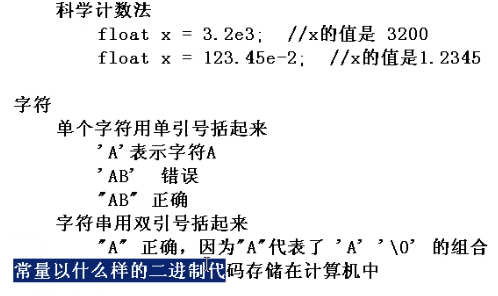 科学计数法
float x = 3.2e3; //x的值是 3200
float x = 123.45e-2; //x的值是1.2345
字符
单个字符用单引号括起来
'A'表示字符A
'AB' 错误
"AB" 正确
字符串用双引号括起来
"A" 正确，因为"A"代表了 'A' '\0' 的组合
常量以什么样的二进制代码存储在计算机中